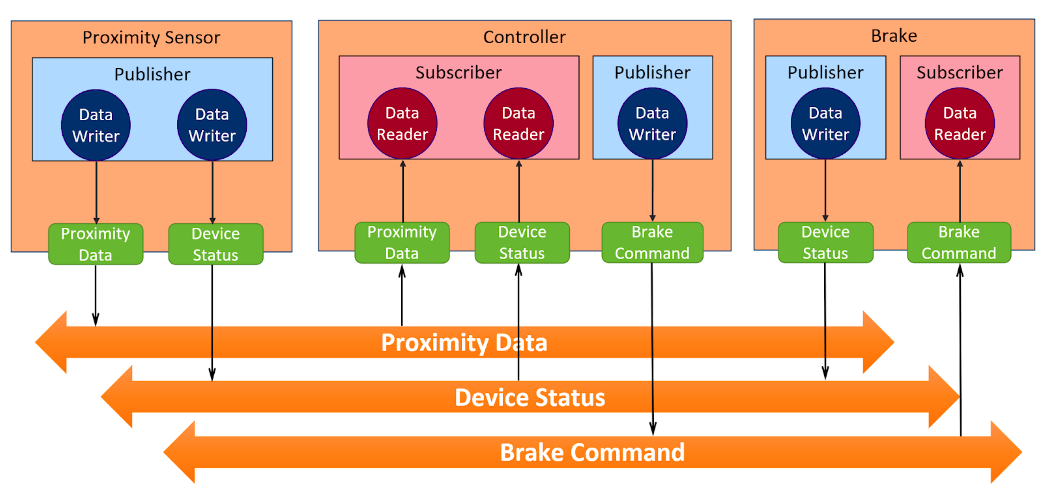 Proximity Sensor
Publisher
Data
Writer
Data
Writer
Proximity
Data
Device
Status
Controller
Subscriber
Data
Reader
Data
Reader
Publisher
Data
Writer
Proximity
Data
Device
Status
Brake
Command
Brake
Publisher
Data
Writer
Subscriber
Data
Reader
Device
Status
Brake
Command
Proximity Data
Device Status
Brake Command